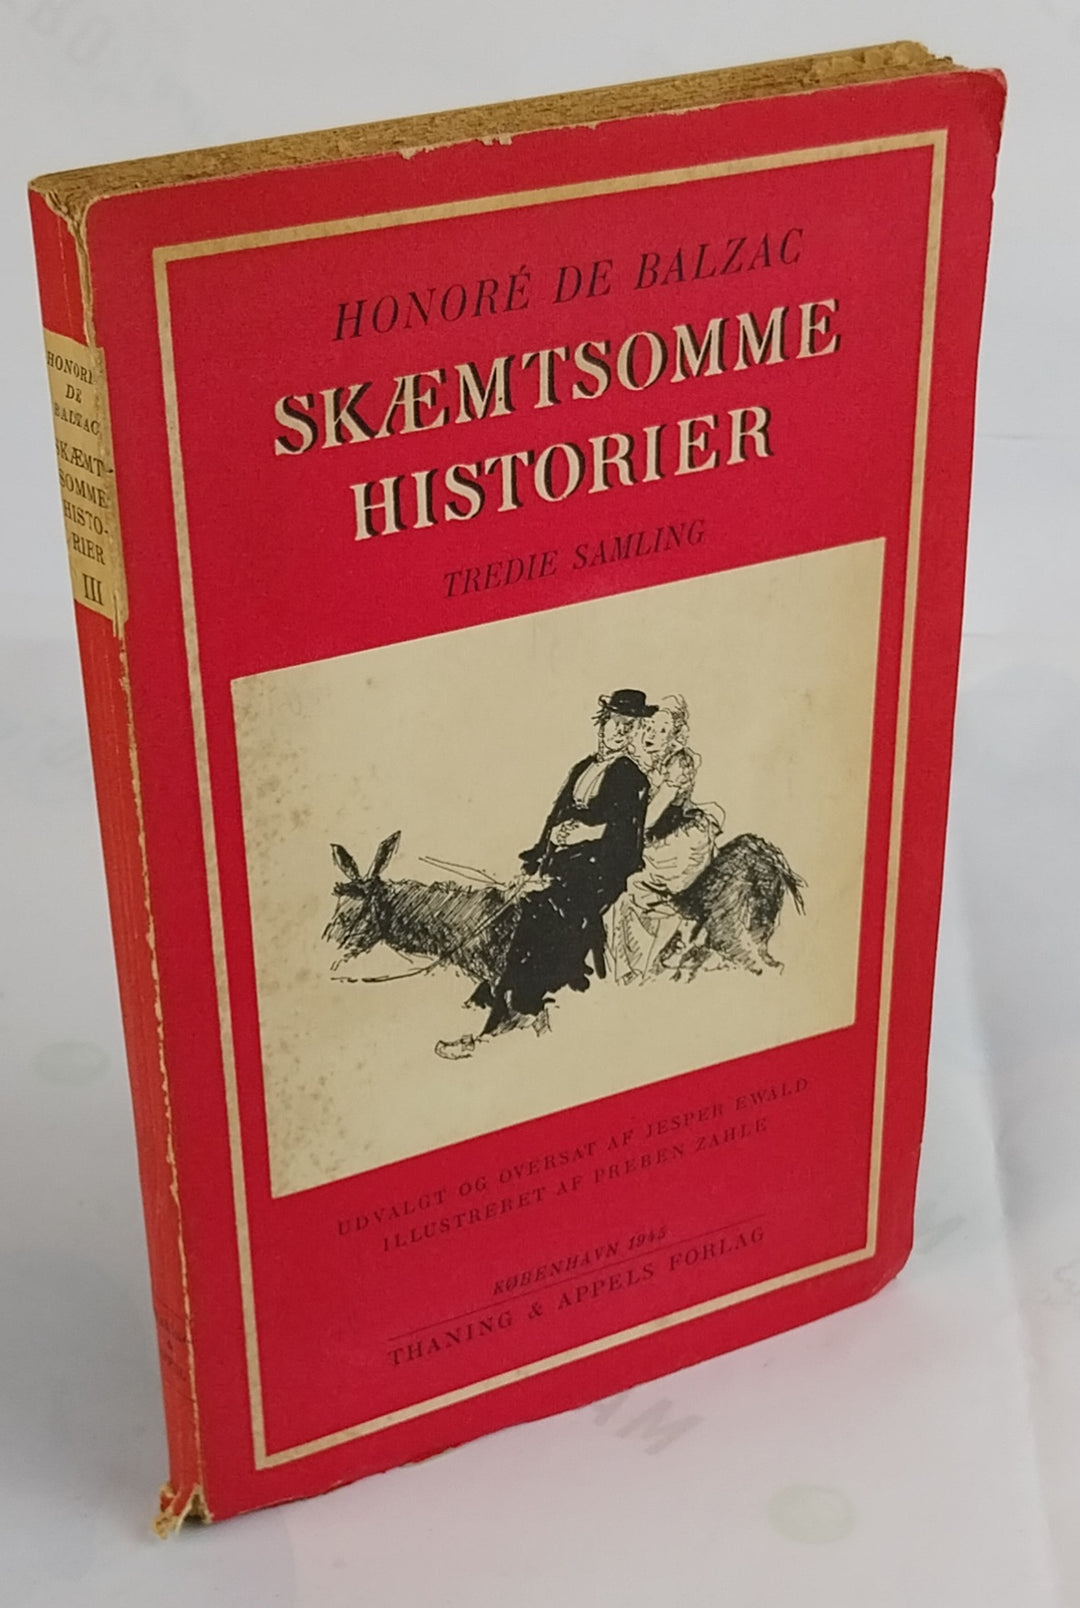 HONORÉ DE BALZAC
SKÆMTSOMME
HISTORIER
TREDIE SAMLING
UDVALGT OG OVERSAT AF JESPER EWALD
ILLUSTRERET AF PREBEN ZAHLE
KØBENHAVN 1945
THANING & APPELS FORLAG
HONORÉ
DE
BALZAC
SKÆMT-
SOMME
HISTO-
RIER
III